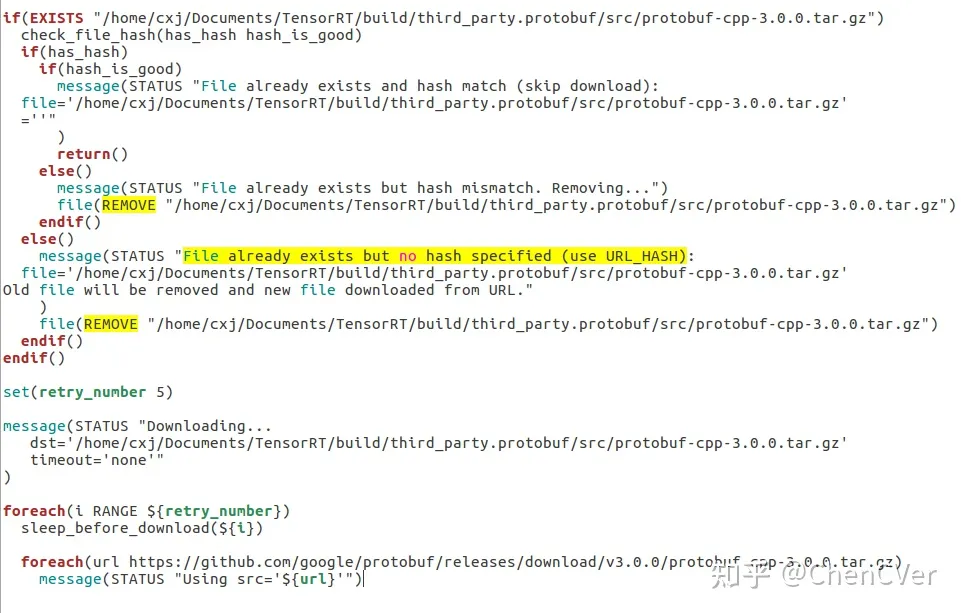 if(EXISTS "/home/cxj/Documents/TensorRT/build/third_party.protobuf/src/protobuf-cpp-3.0.0.tar.gz")
  check_file_hash(has_hash hash_is_good)
  if(has_hash)
    if(hash_is_good)
      message(STATUS "File already exists and hash match (skip download):
  file='/home/cxj/Documents/TensorRT/build/third_party.protobuf/src/protobuf-cpp-3.0.0.tar.gz'
  =''"
      )
      return()
    else()
      message(STATUS "File already exists but hash mismatch. Removing...")
      file(REMOVE "/home/cxj/Documents/TensorRT/build/third_party.protobuf/src/protobuf-cpp-3.0.0.tar.gz")
    endif()
  else()
    message(STATUS "File already exists but no hash specified (use URL_HASH):
  file='/home/cxj/Documents/TensorRT/build/third_party.protobuf/src/protobuf-cpp-3.0.0.tar.gz'
Old file will be removed and new file downloaded from URL."
    )
    file(REMOVE "/home/cxj/Documents/TensorRT/build/third_party.protobuf/src/protobuf-cpp-3.0.0.tar.gz")
  endif()
endif()

set(retry_number 5)

message(STATUS "Downloading...
   dst='/home/cxj/Documents/TensorRT/build/third_party.protobuf/src/protobuf-cpp-3.0.0.tar.gz'
   timeout='none'"
)

foreach(i RANGE ${retry_number})
  sleep_before_download(${i})

  foreach(url https://github.com/google/protobuf/releases/download/v3.0.0/protobuf-cpp-3.0.0.tar.gz)
    message(STATUS "Using src='${url}'")
知乎 @ChenCVer